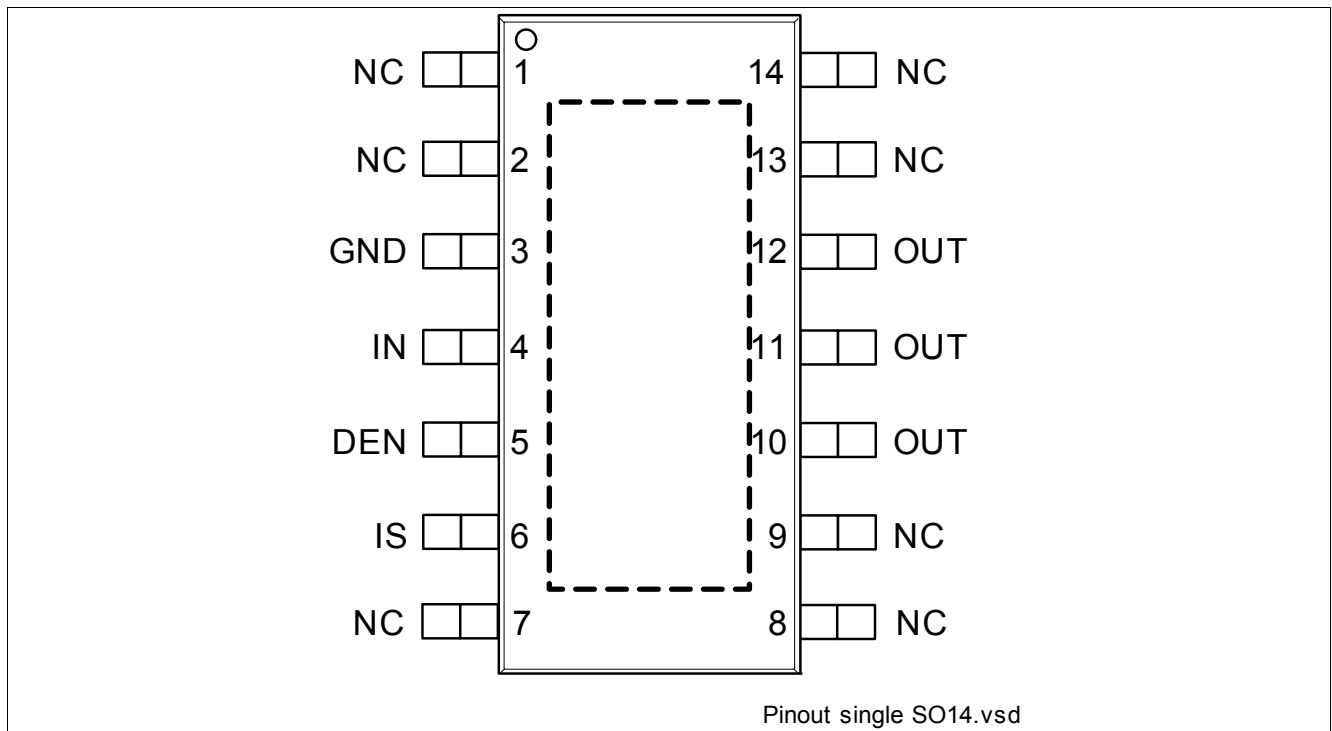 NC 1 14 NC
NC 2 13 NC
GND 3 12 OUT
IN 4 11 OUT
DEN 5 10 OUT
IS 6 9 NC
NC 7 8 NC
Pinout single SO14.vsd